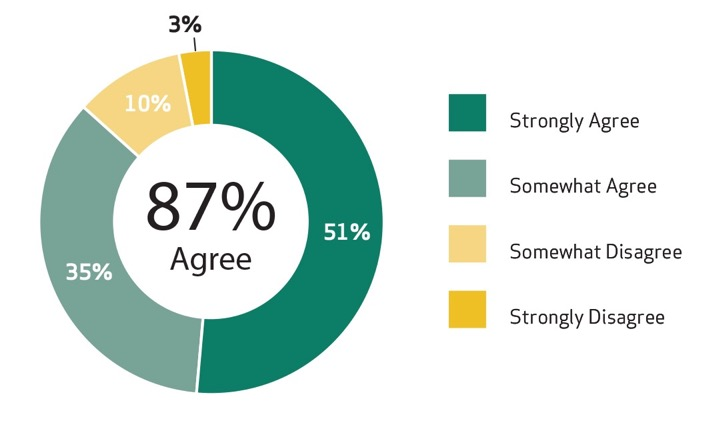 3%
10%
87%
Agree
51%
35%
Strongly Agree
Somewhat Agree
Somewhat Disagree
Strongly Disagree